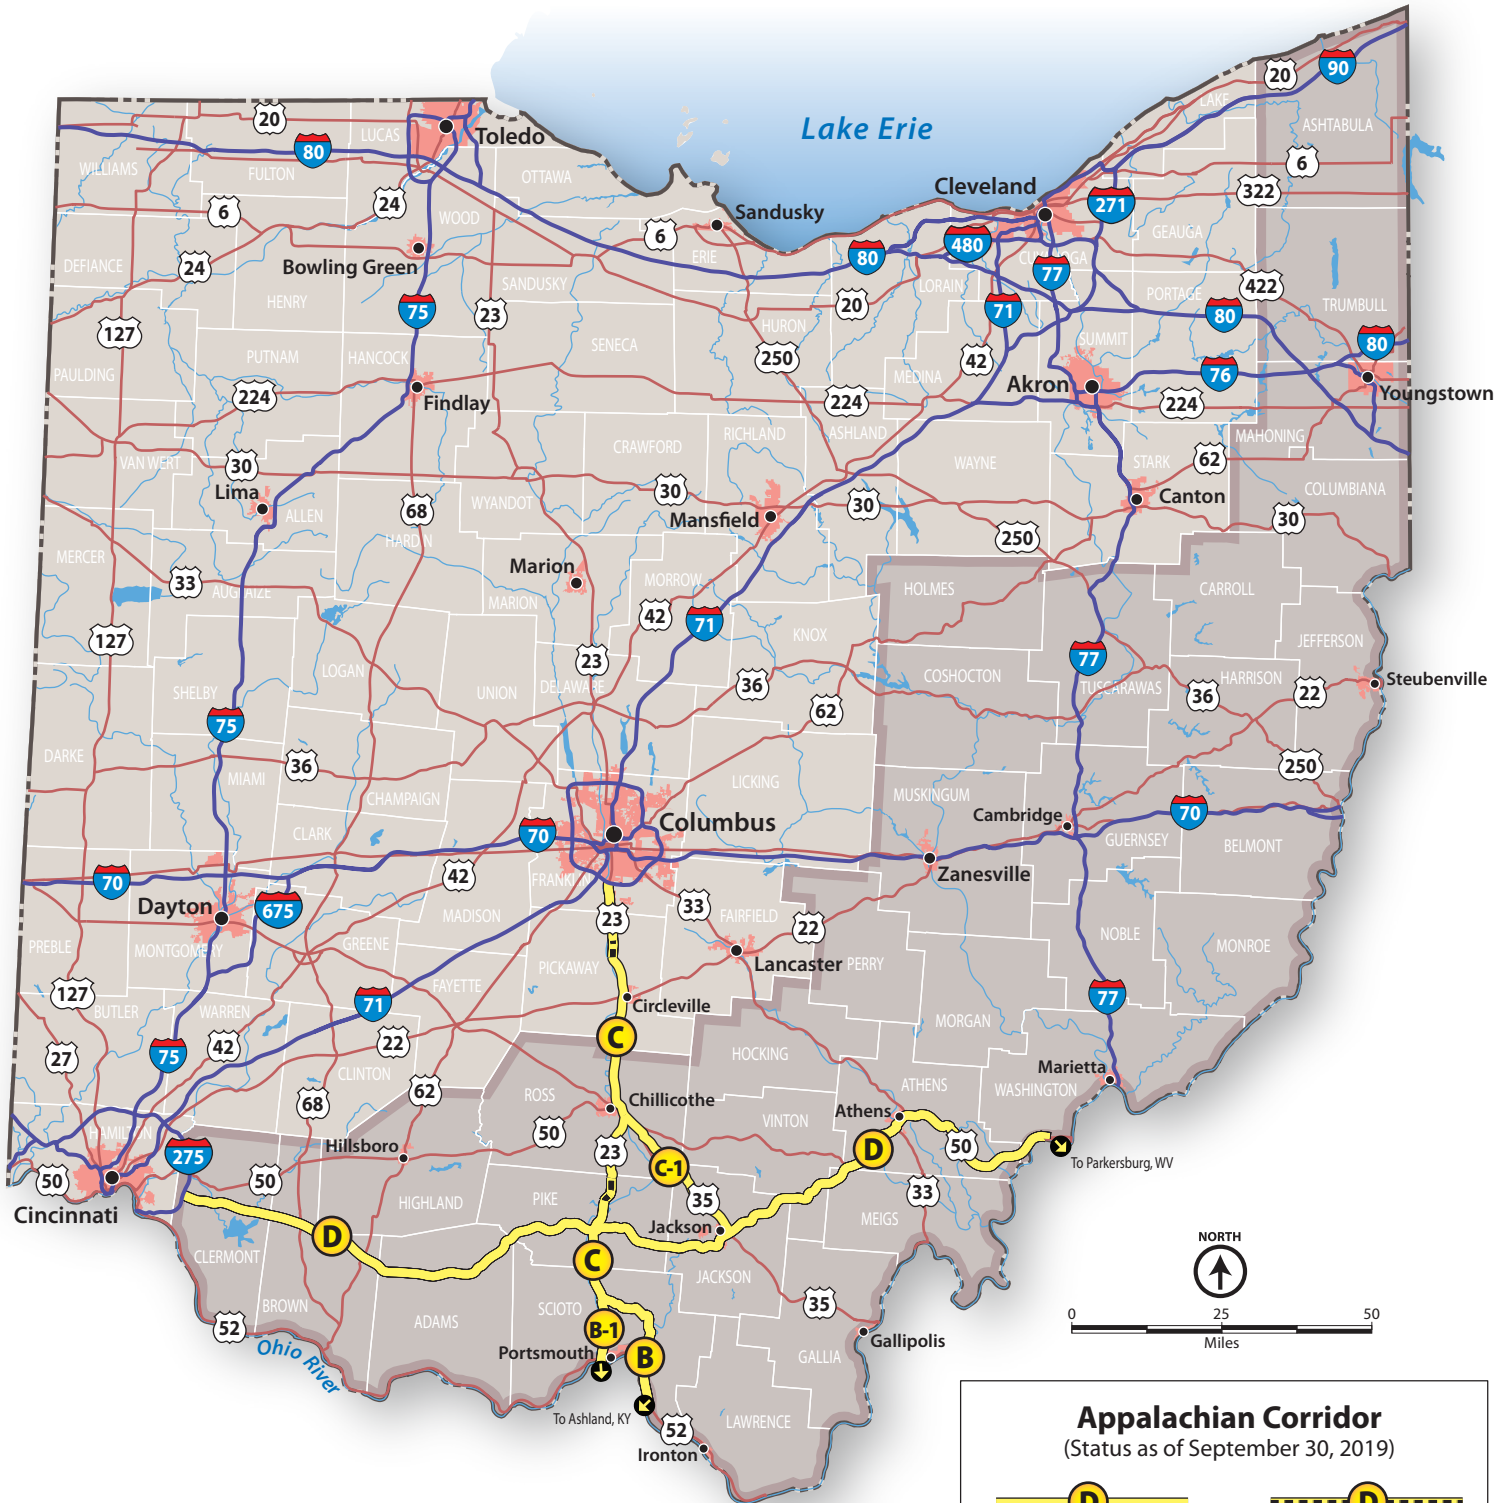 20
90
LAKE
ASHTABULA
20
LUCAS
Toledo
Lake Erie
80
WILLIAMS
FULTON
OTTAWA
6
Cleveland
322
271
6
24
WOOD
Sandusky
6
480
GEAUGA
Bowling Green
ERIE
80
DEFIANCE
24
SANDUSKY
77
LORAIN
422
HENRY
75
23
20
71
PORTAGE
80
TRUMBULL
127
HURON
SUMMIT
80
PUTNAM
HANCOCK
SENECA
250
42
PAULDING
MEDINA
76
Akron
Youngstown
224
Findlay
224
224
RICHLAND
ASHLAND
MAHONING
CRAWFORD
VAN WERT
30
WAYNE
STARK
62
Lima
30
Canton
COLUMBIANA
ALLEN
68
WYANDOT
Mansfield
30
30
HARDIN
250
MERCER
Marion
33
AUGLAIZE
MORROW
HOLMES
CARROLL
MARION
42
71
127
KNOX
JEFFERSON
77
LOGAN
23
COSHOCTON
HARRISON
Steubenville
SHELBY
UNION
DELAWARE
36
TUSCARAWAS
36
22
75
62
DARKE
36
250
MIAMI
LICKING
CHAMPAIGN
MUSKINGUM
70
Columbus
Cambridge
CLARK
70
GUERNSEY
BELMONT
70
42
Zanesville
FRANKLIN
Dayton
675
33
23
FAIRFIELD
MADISON
22
PREBLE
MONTGOMERY
GREENE
NOBLE
MONROE
Lancaster
PERRY
PICKAWAY
FAYETTE
127
71
77
BUTLER
WARREN
Circleville
MORGAN
C
27
75
42
22
HOCKING
CLINTON
Marietta
ATHENS
WASHINGTON
62
ROSS
68
Chillicothe
VINTON
Athens
HAMILTON
50
Hillsboro
D
50
275
23
To Parkersburg, WV
C-1
50
50
33
HIGHLAND
PIKE
35
Cincinnati
MEIGS
Jackson
D
NORTH
CLERMONT
C
JACKSON
BROWN
SCIOTO
35
0
25
50
ADAMS
52
B-1
Miles
Gallipolis
Ohio River
Portsmouth
B
GALLIA
To Ashland, KY
LAWRENCE
52
Appalachian Corridor
Ironton
(Status as of September 30, 2019)
D
D